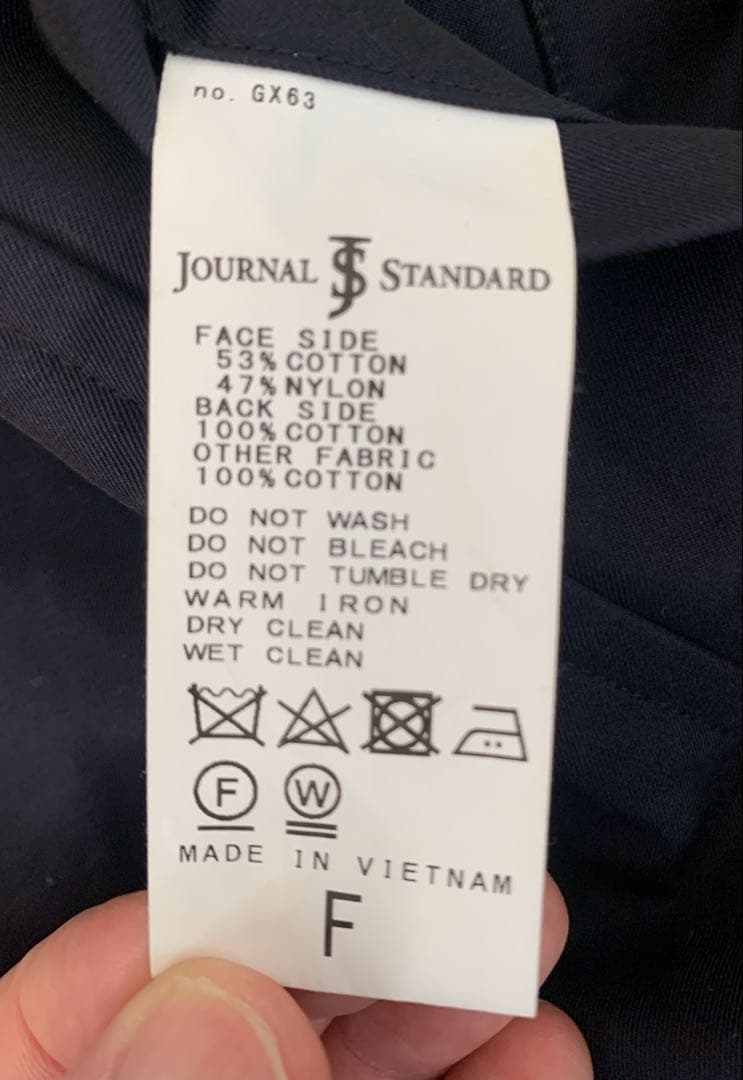 no. GX63
JOURNAL JS STANDARD
FACE SIDE
53% COTTON
47% NYLON
BACK SIDE
100% COTTON
OTHER FABRIC
100% COTTON
DO NOT WASH
DO NOT BLEACH
DO NOT TUMBLE DRY
WARM IRON
DRY CLEAN
WET CLEAN
F W
MADE IN VIETNAM
F